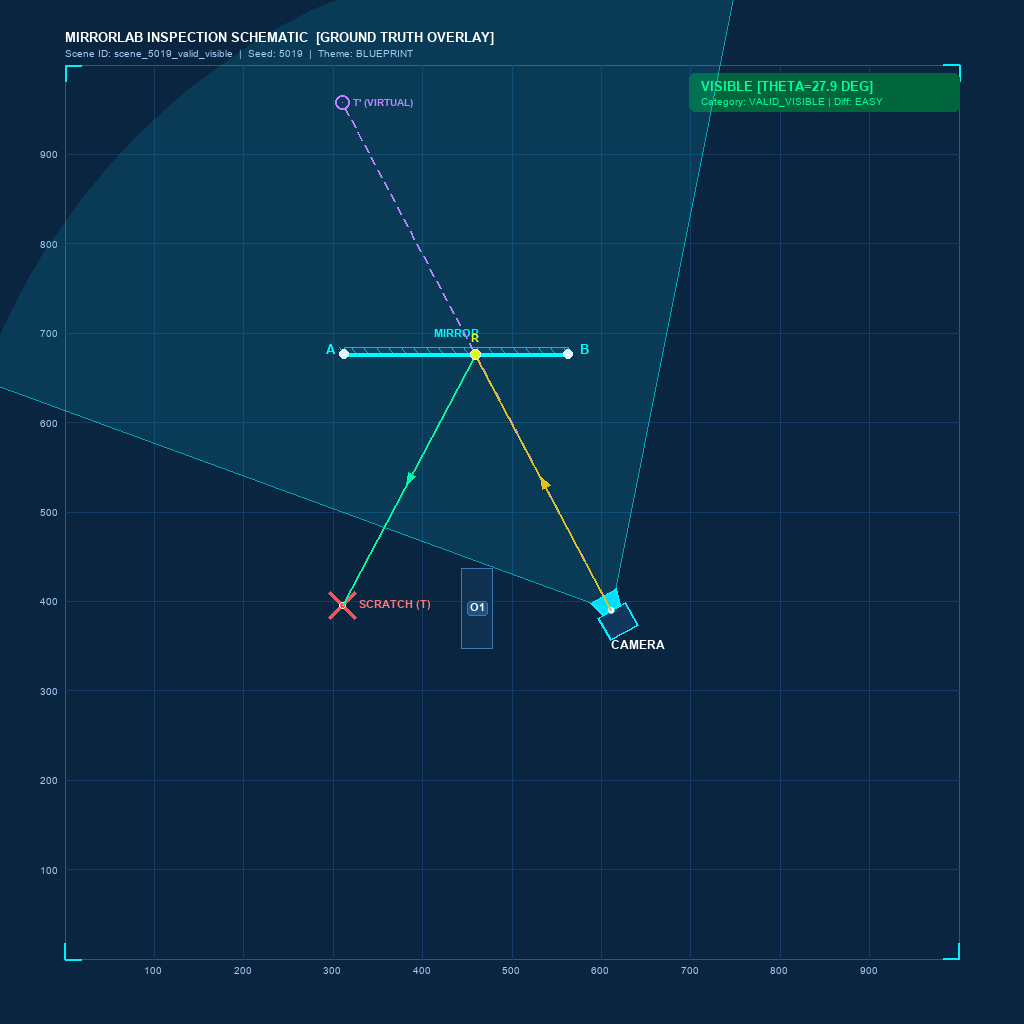 MIRRORLAB INSPECTION SCHEMATIC [GROUND TRUTH OVERLAY]
Scene ID: scene_5019_valid_visible | Seed: 5019 | Theme: BLUEPRINT
VISIBLE [THETA=27.9 DEG]
Category: VALID_VISIBLE | Diff: EASY
T' (VIRTUAL)
900
800
700
MIRROR
R
A
B
600
500
400
SCRATCH (T)
O1
CAMERA
300
200
100
100 200 300 400 500 600 700 800 900